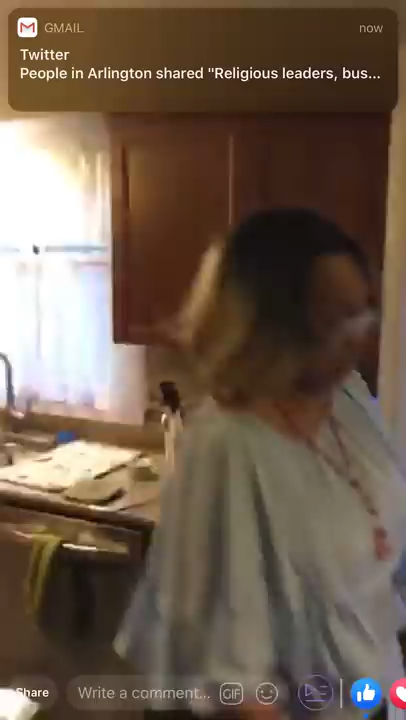 GMAIL
now
Twitter
People in Arlington shared "Religious leaders, bus...
Share
Write a comment...
GIF